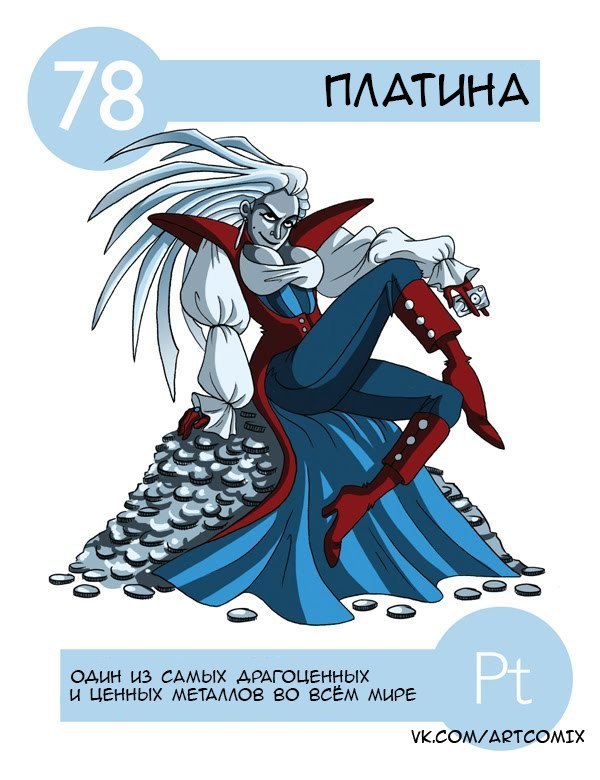 78
ПЛАТИНА
ОДИН ИЗ САМЫХ ДРАГОЦЕННЫХ
И ЦЕННЫХ МЕТАЛЛОВ ВО ВСЁМ МИРЕ
Pt
VK.COM/ARTCOMIX